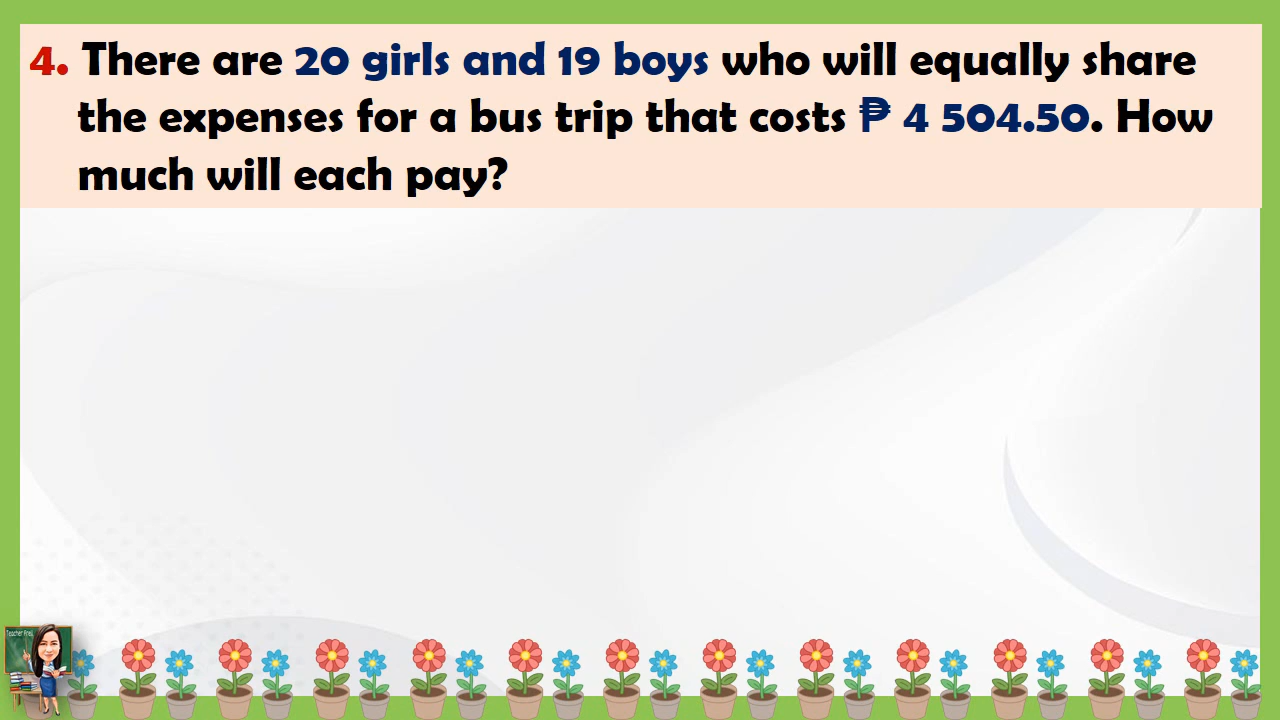 4. There are 20 girls and 19 boys who will equally share
the expenses for a bus trip that costs ₱ 4 504.50. How
much will each pay?